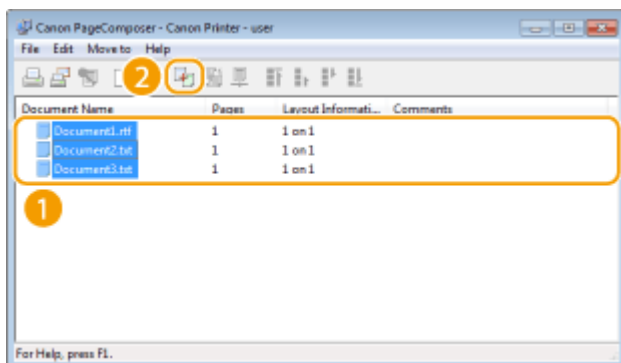 Canon PageComposer - Canon Printer - user
File Edit Move to Help
2
Document Name Pages Layout Informati... Comments
Document1.rtf 1 1 on 1
Document2.txt 1 1 on 1
Document3.txt 1 1 on 1
1
For Help, press F1.